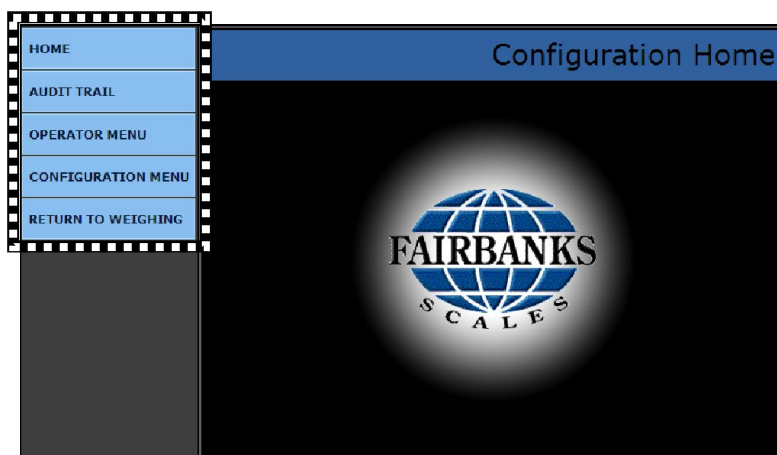 HOME
AUDIT TRAIL
OPERATOR MENU
CONFIGURATION MENU
RETURN TO WEIGHING
Configuration Home
FAIRBANKS
SCALES